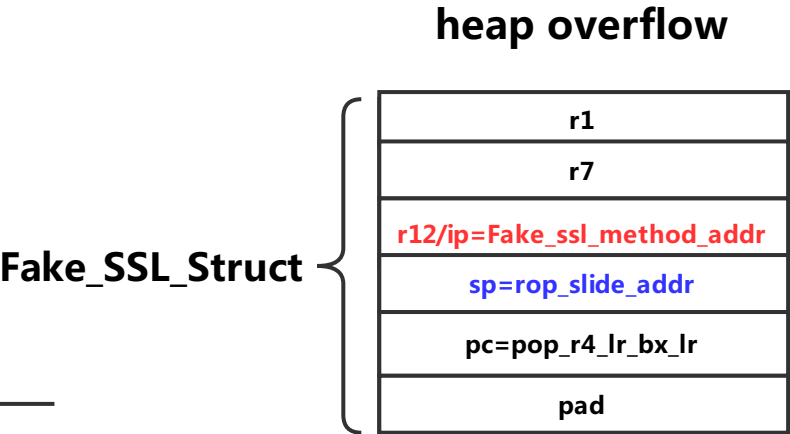 heap overflow
r1
r7
r12/ip=Fake_ssl_method_addr
Fake_SSL_Struct
sp=rop_slide_addr
pc=pop_r4_lr_bx_lr
pad